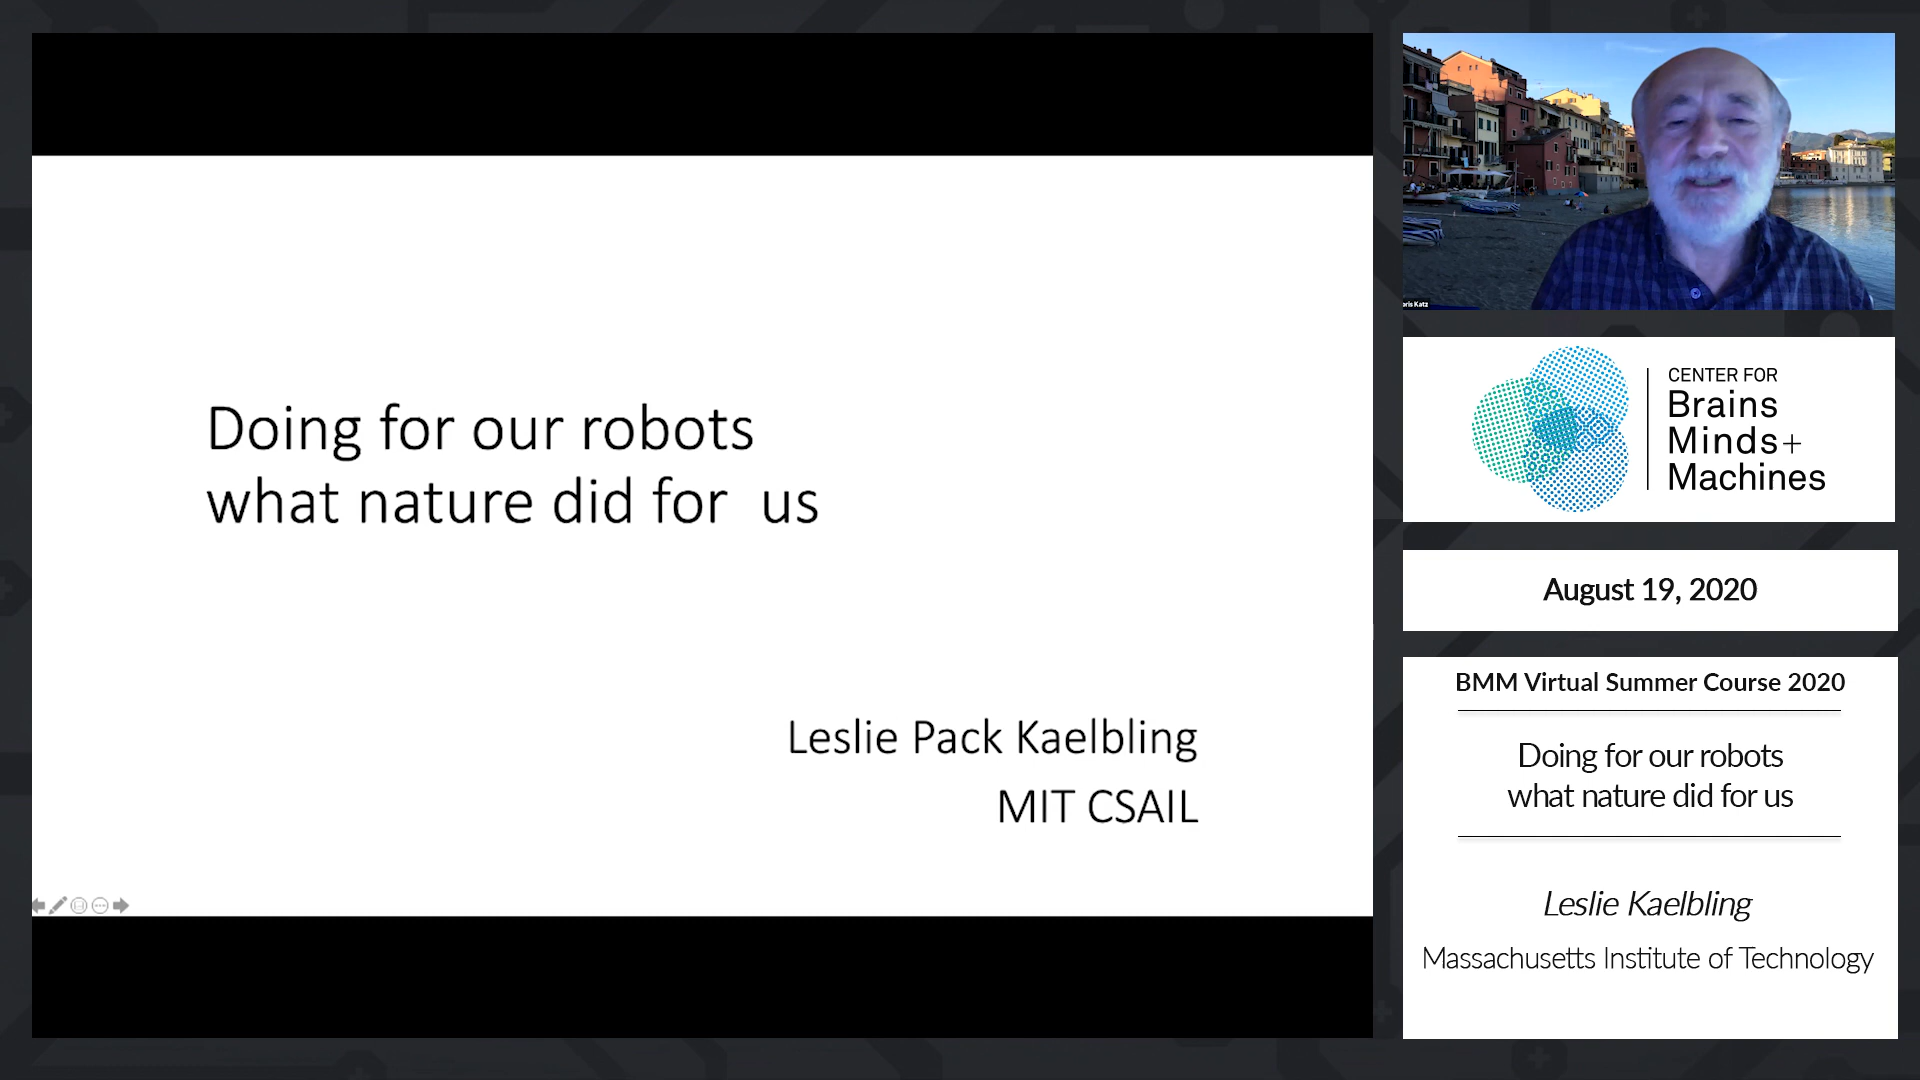 Doing for our robots
what nature did for us
Leslie Pack Kaelbling
MIT CSAIL
oris Katz
CENTER FOR
Brains
Minds+
Machines
August 19, 2020
BMM Virtual Summer Course 2020
Doing for our robots
what nature did for us
Leslie Kaelbling
Massachusetts Institute of Technology